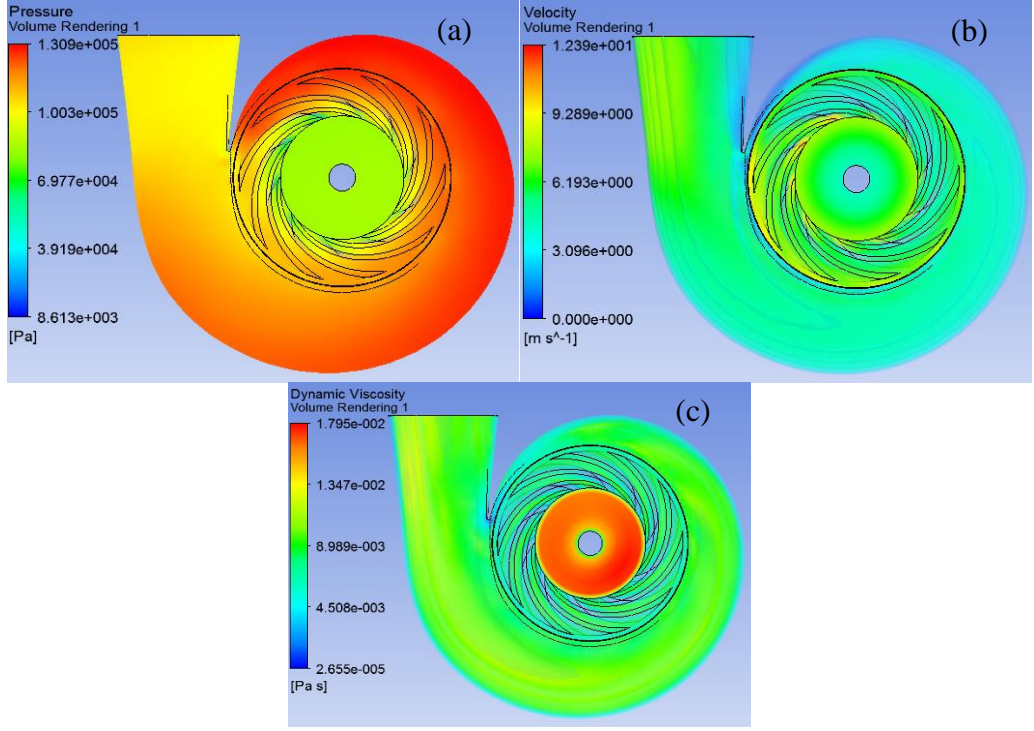 Pressure
Volume Rendering 1
(a)
1.309e+005
1.003e+005
6.977e+004
3.919e+004
8.613e+003
[Pa]
Velocity
Volume Rendering 1
(b)
1.239e+001
9.289e+000
6.193e+000
3.096e+000
0.000e+000
[m s^-1]
Dynamic Viscosity
Volume Rendering 1
(c)
1.795e-002
1.347e-002
8.989e-003
4.508e-003
2.655e-005
[Pa s]